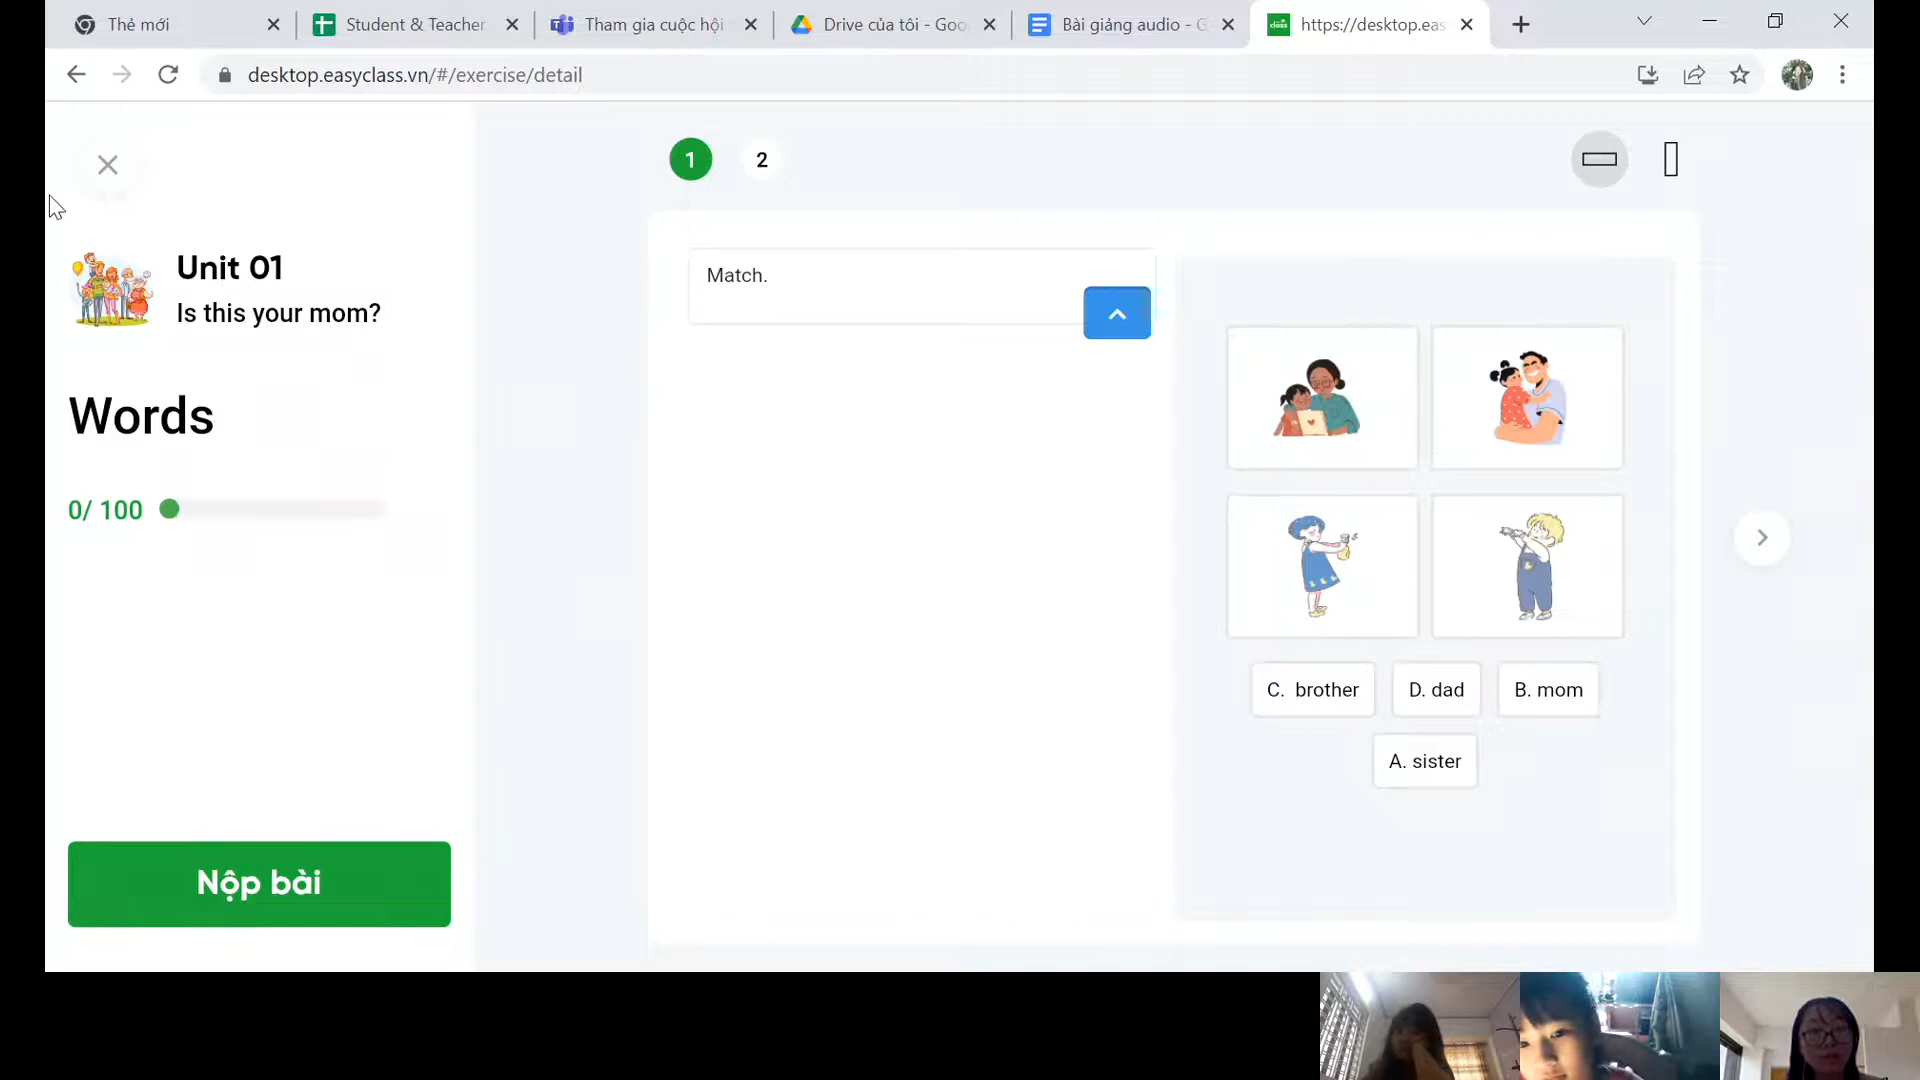 Thẻ mới
Student & Teacher
Tham gia cuộc hội
Drive của tôi - Goo
Bài giảng audio - G
class
https://desktop.eas
desktop.easyclass.vn/#/exercise/detail
1
2
Unit 01
Is this your mom?
Match.
Words
0/ 100
C. brother
D. dad
B. mom
A. sister
Nộp bài